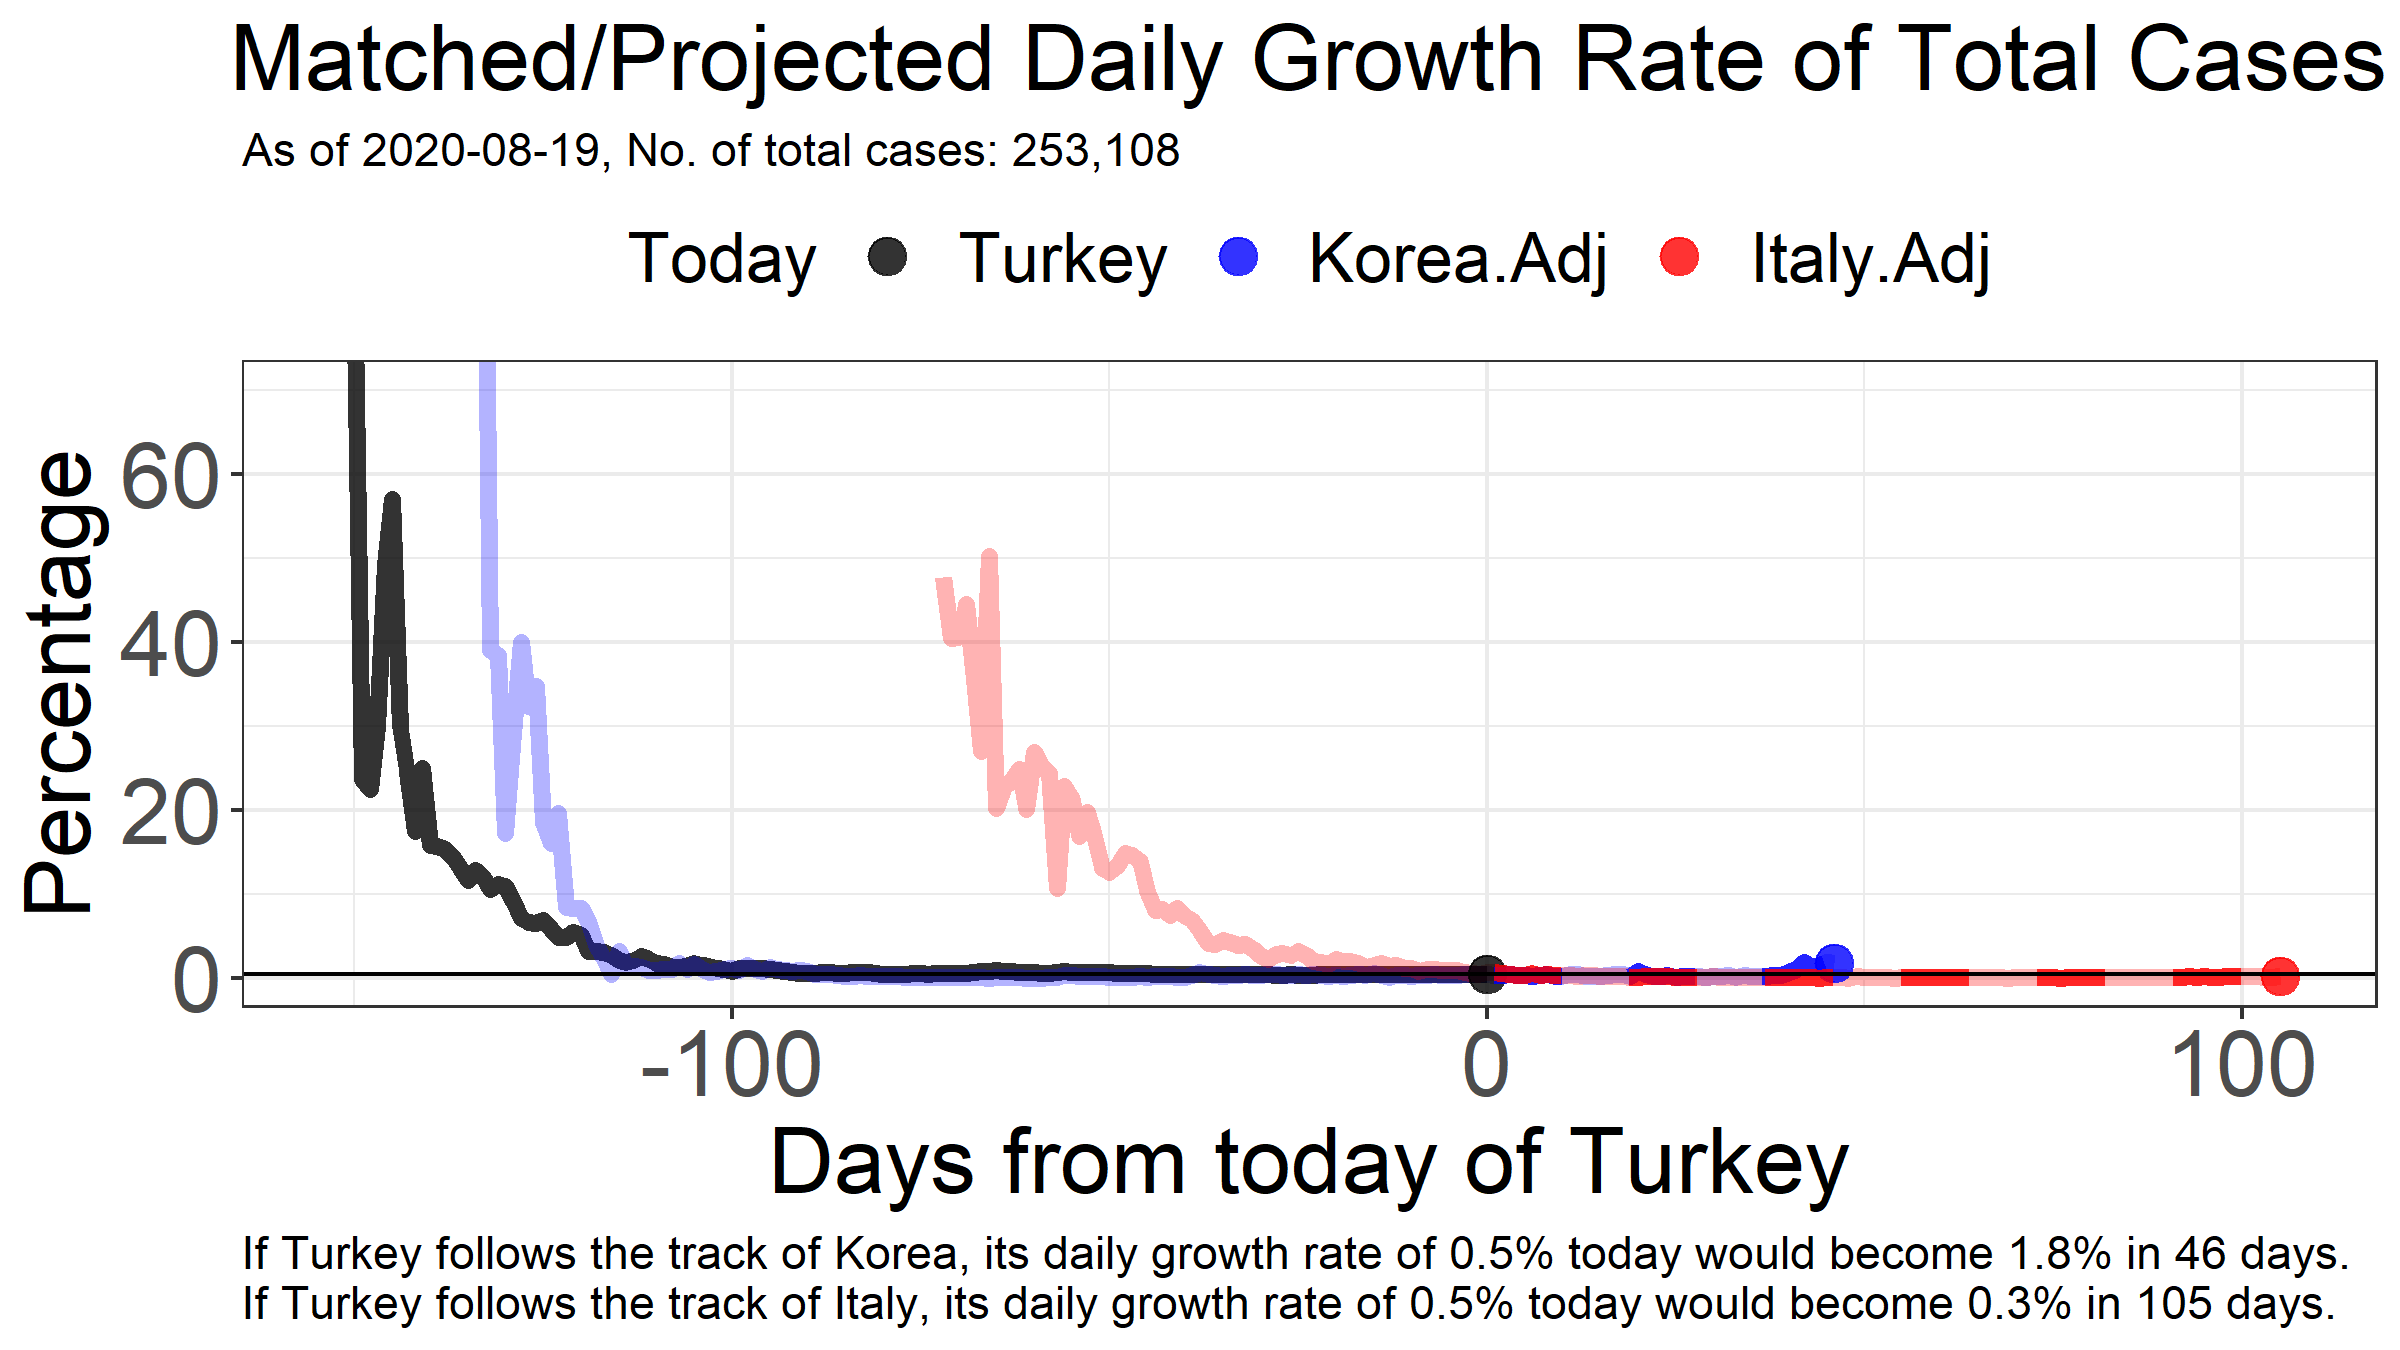 Matched/Projected Daily Growth Rate of Total Cases
As of 2020-08-19, No. of total cases: 253,108
Today Turkey Korea.Adj Italy.Adj
Percentage
60
40
20
0
-100 0 100
Days from today of Turkey
If Turkey follows the track of Korea, its daily growth rate of 0.5% today would become 1.8% in 46 days.
If Turkey follows the track of Italy, its daily growth rate of 0.5% today would become 0.3% in 105 days.